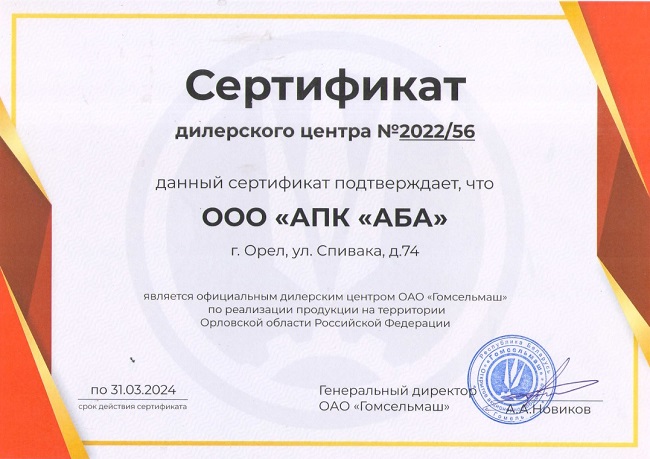 Сертификат
дилерского центра №2022/56
данный сертификат подтверждает, что
ООО «АПК «АБА»
г. Орел, ул. Спивака, д.74
является официальным дилерским центром ОАО «Гомсельмаш»
по реализации продукции на территории
Орловской области Российской Федерации
по 31.03.2024
срок действия сертификата
Генеральный директор
ОАО «Гомсельмаш»
А.А.Новиков
Республика Беларусь
«Гомсельмаш»